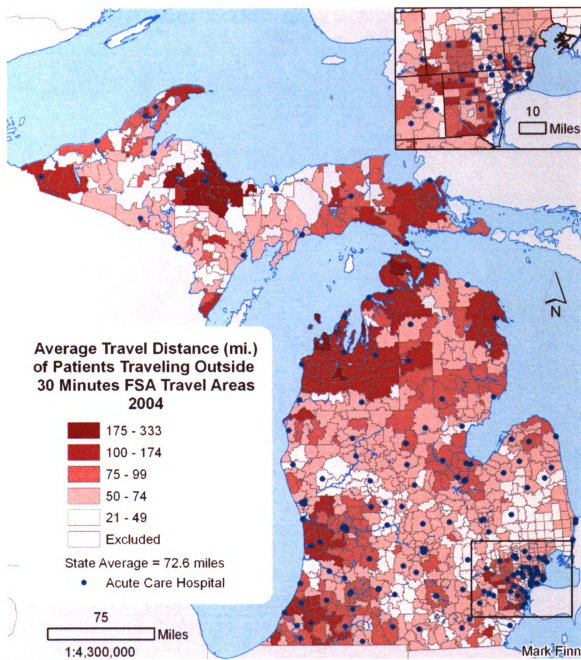 10
Miles
N
Average Travel Distance (mi.)
of Patients Traveling Outside
30 Minutes FSA Travel Areas
2004
175 - 333
100 - 174
75 - 99
50 - 74
21 - 49
Excluded
State Average = 72.6 miles
Acute Care Hospital
75
Miles
1:4,300,000
Mark Finn